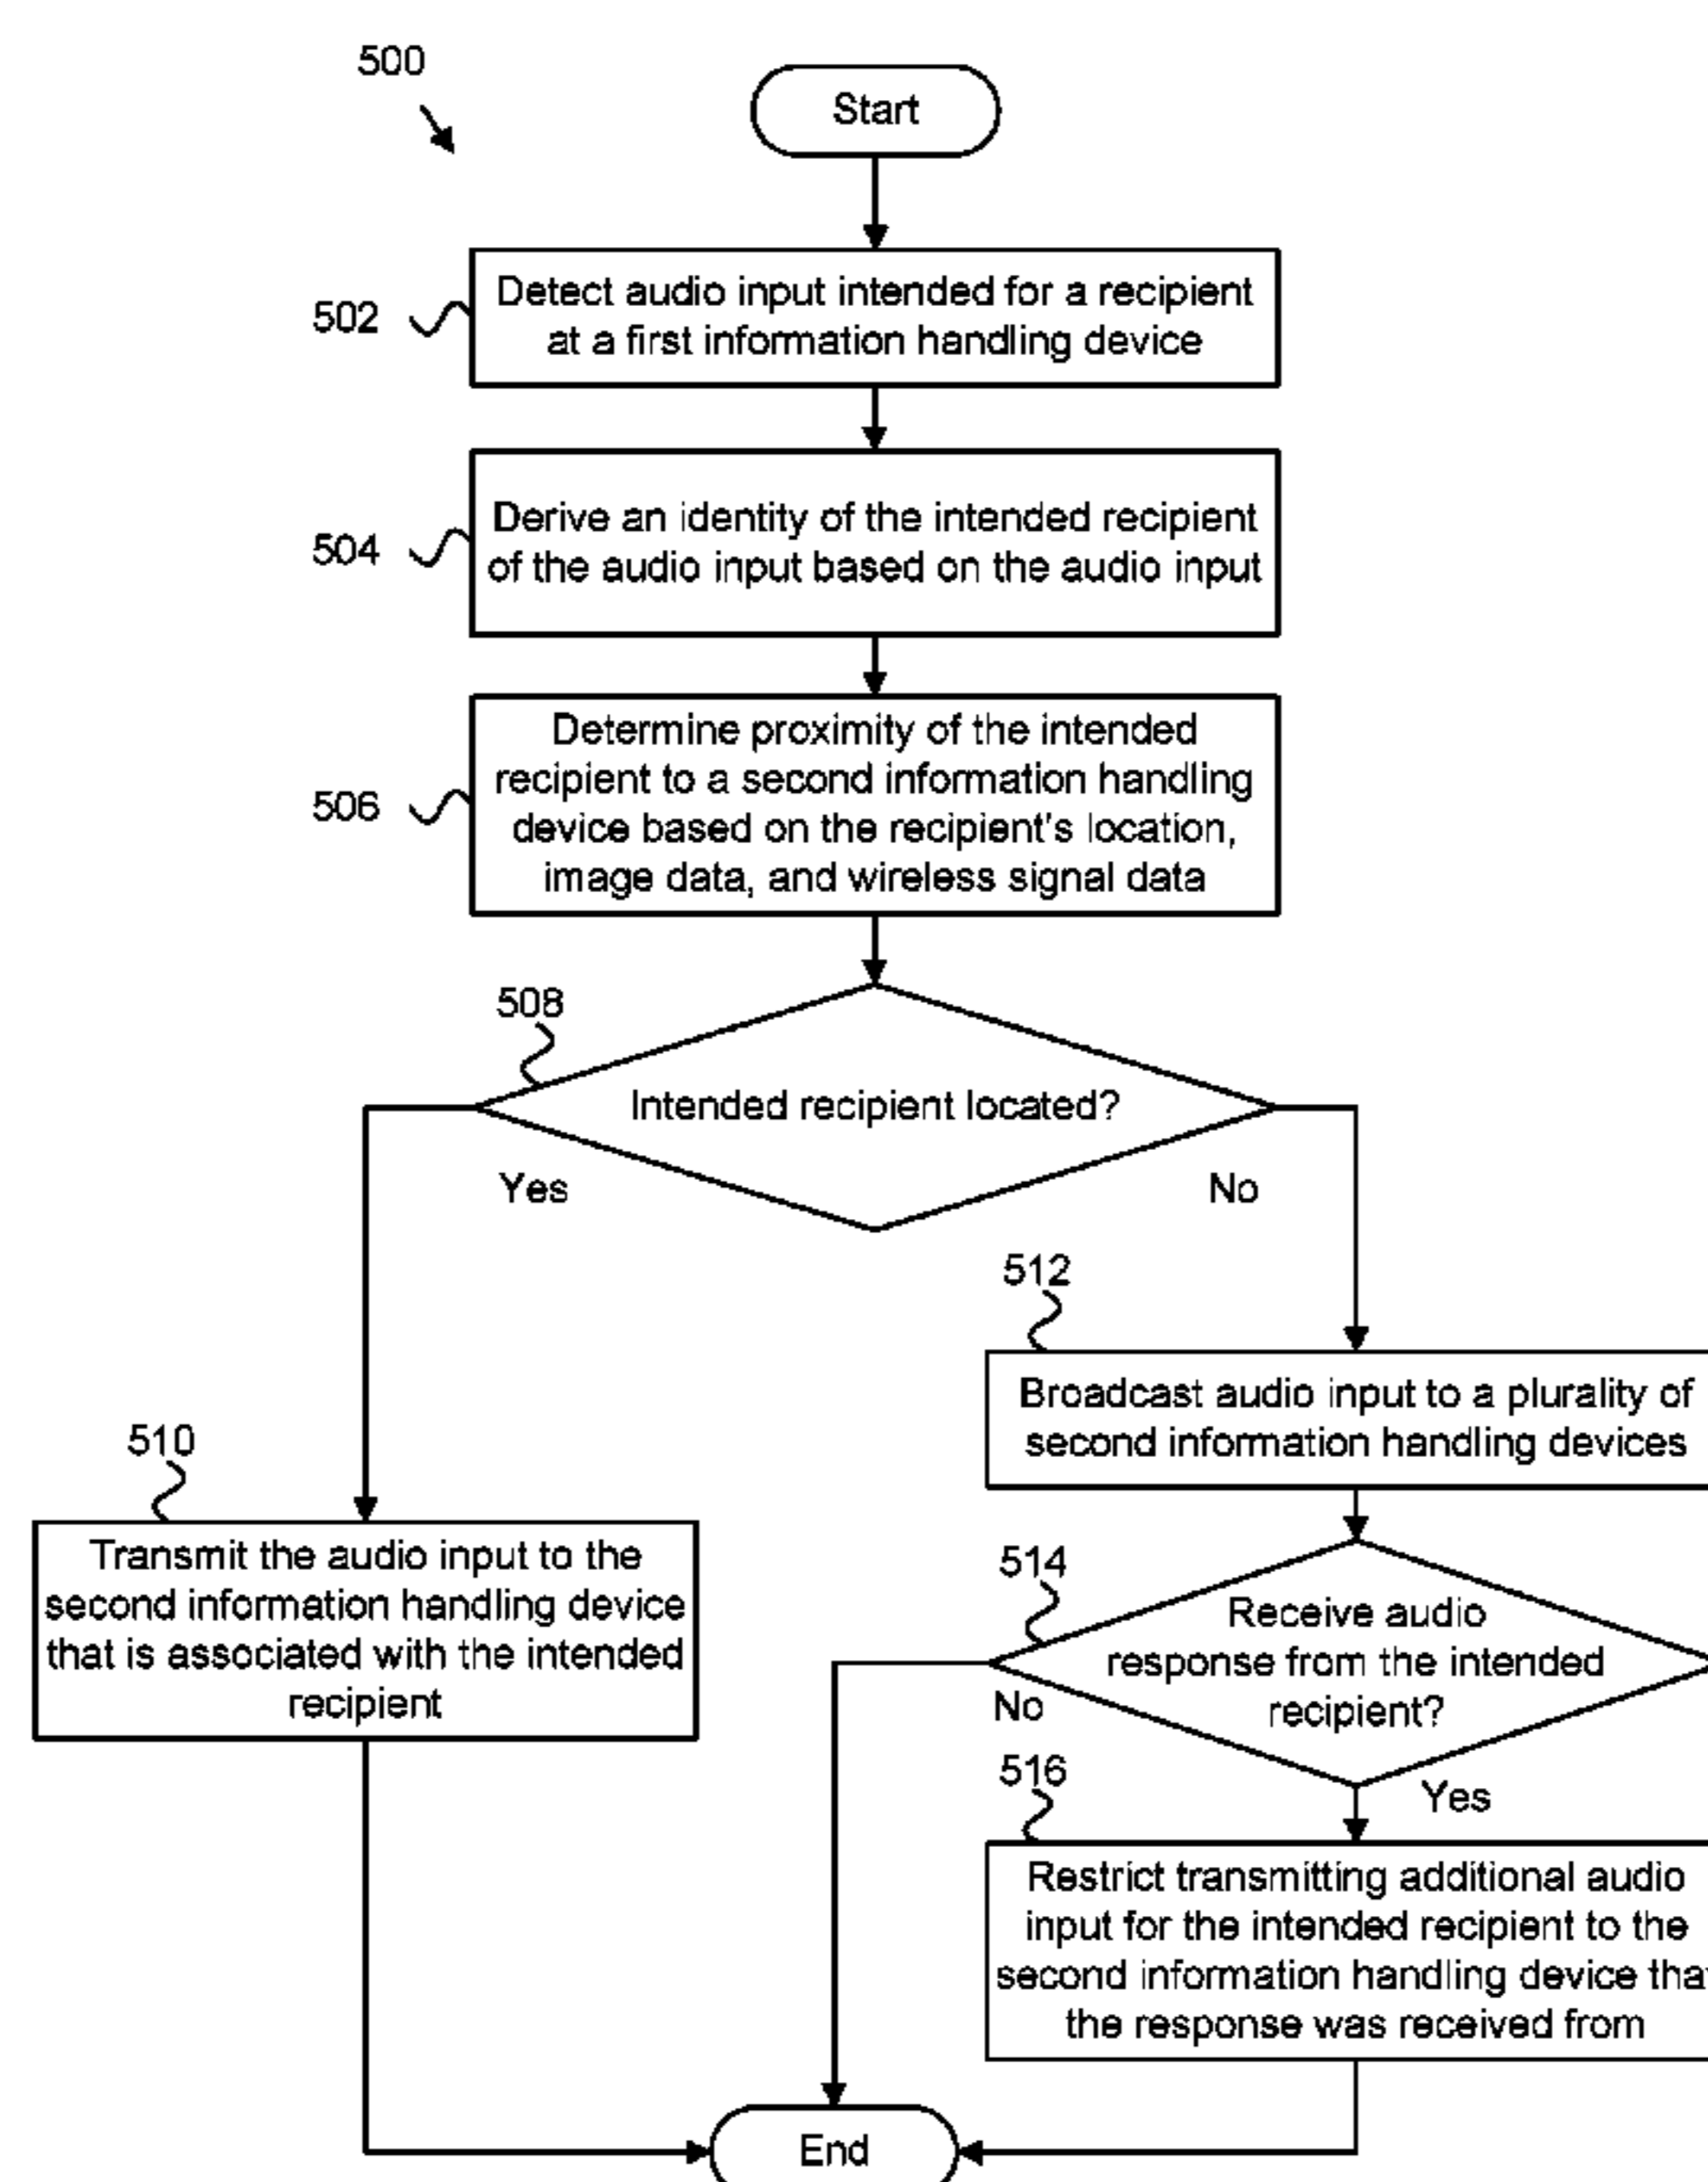 500
Start
502
Detect audio input intended for a recipient
at a first information handling device
504
Derive an identity of the intended recipient
of the audio input based on the audio input
506
Determine proximity of the intended
recipient to a second information handling
device based on the recipient's location,
image data, and wireless signal data
508
Intended recipient located?
Yes
No
512
Broadcast audio input to a plurality of
second information handling devices
510
Transmit the audio input to the
second information handling device
that is associated with the intended
recipient
514
Receive audio
response from the intended
recipient?
No
Yes
516
Restrict transmitting additional audio
input for the intended recipient to the
second information handling device that
the response was received from
End